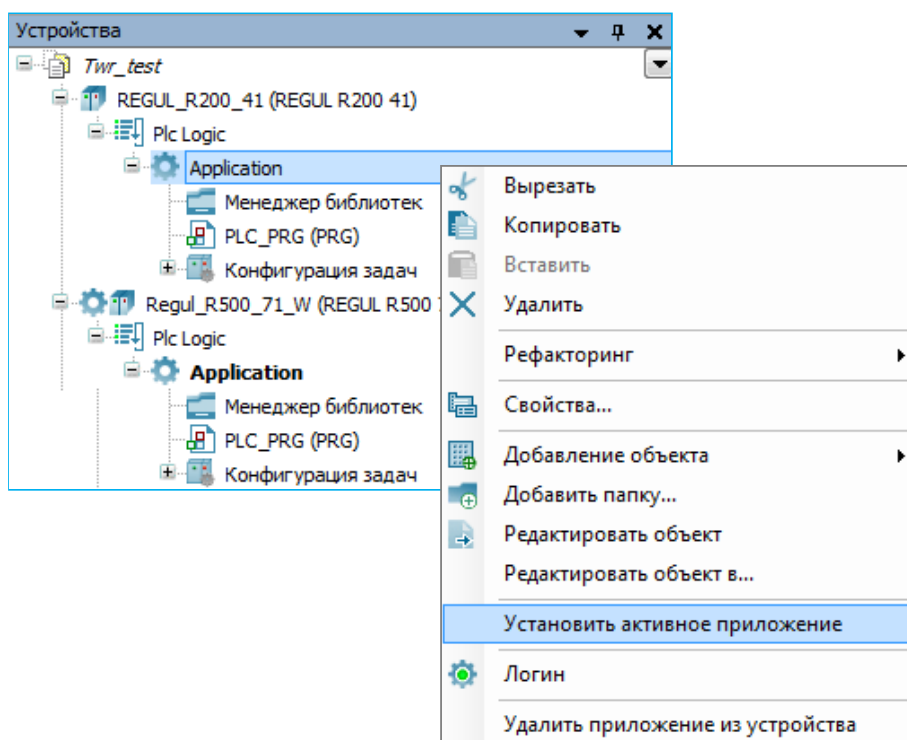 Устройства
Twr_test
REGUL_R200_41 (REGUL R200 41)
Plc Logic
Application
Менеджер библиотек
PLC_PRG (PRG)
Конфигурация задач
Regul_R500_71_W (REGUL R500
Plc Logic
Application
Менеджер библиотек
PLC_PRG (PRG)
Конфигурация задач
Вырезать
Копировать
Вставить
Удалить
Рефакторинг
Свойства...
Добавление объекта
Добавить папку...
Редактировать объект
Редактировать объект в...
Установить активное приложение
Логин
Удалить приложение из устройства